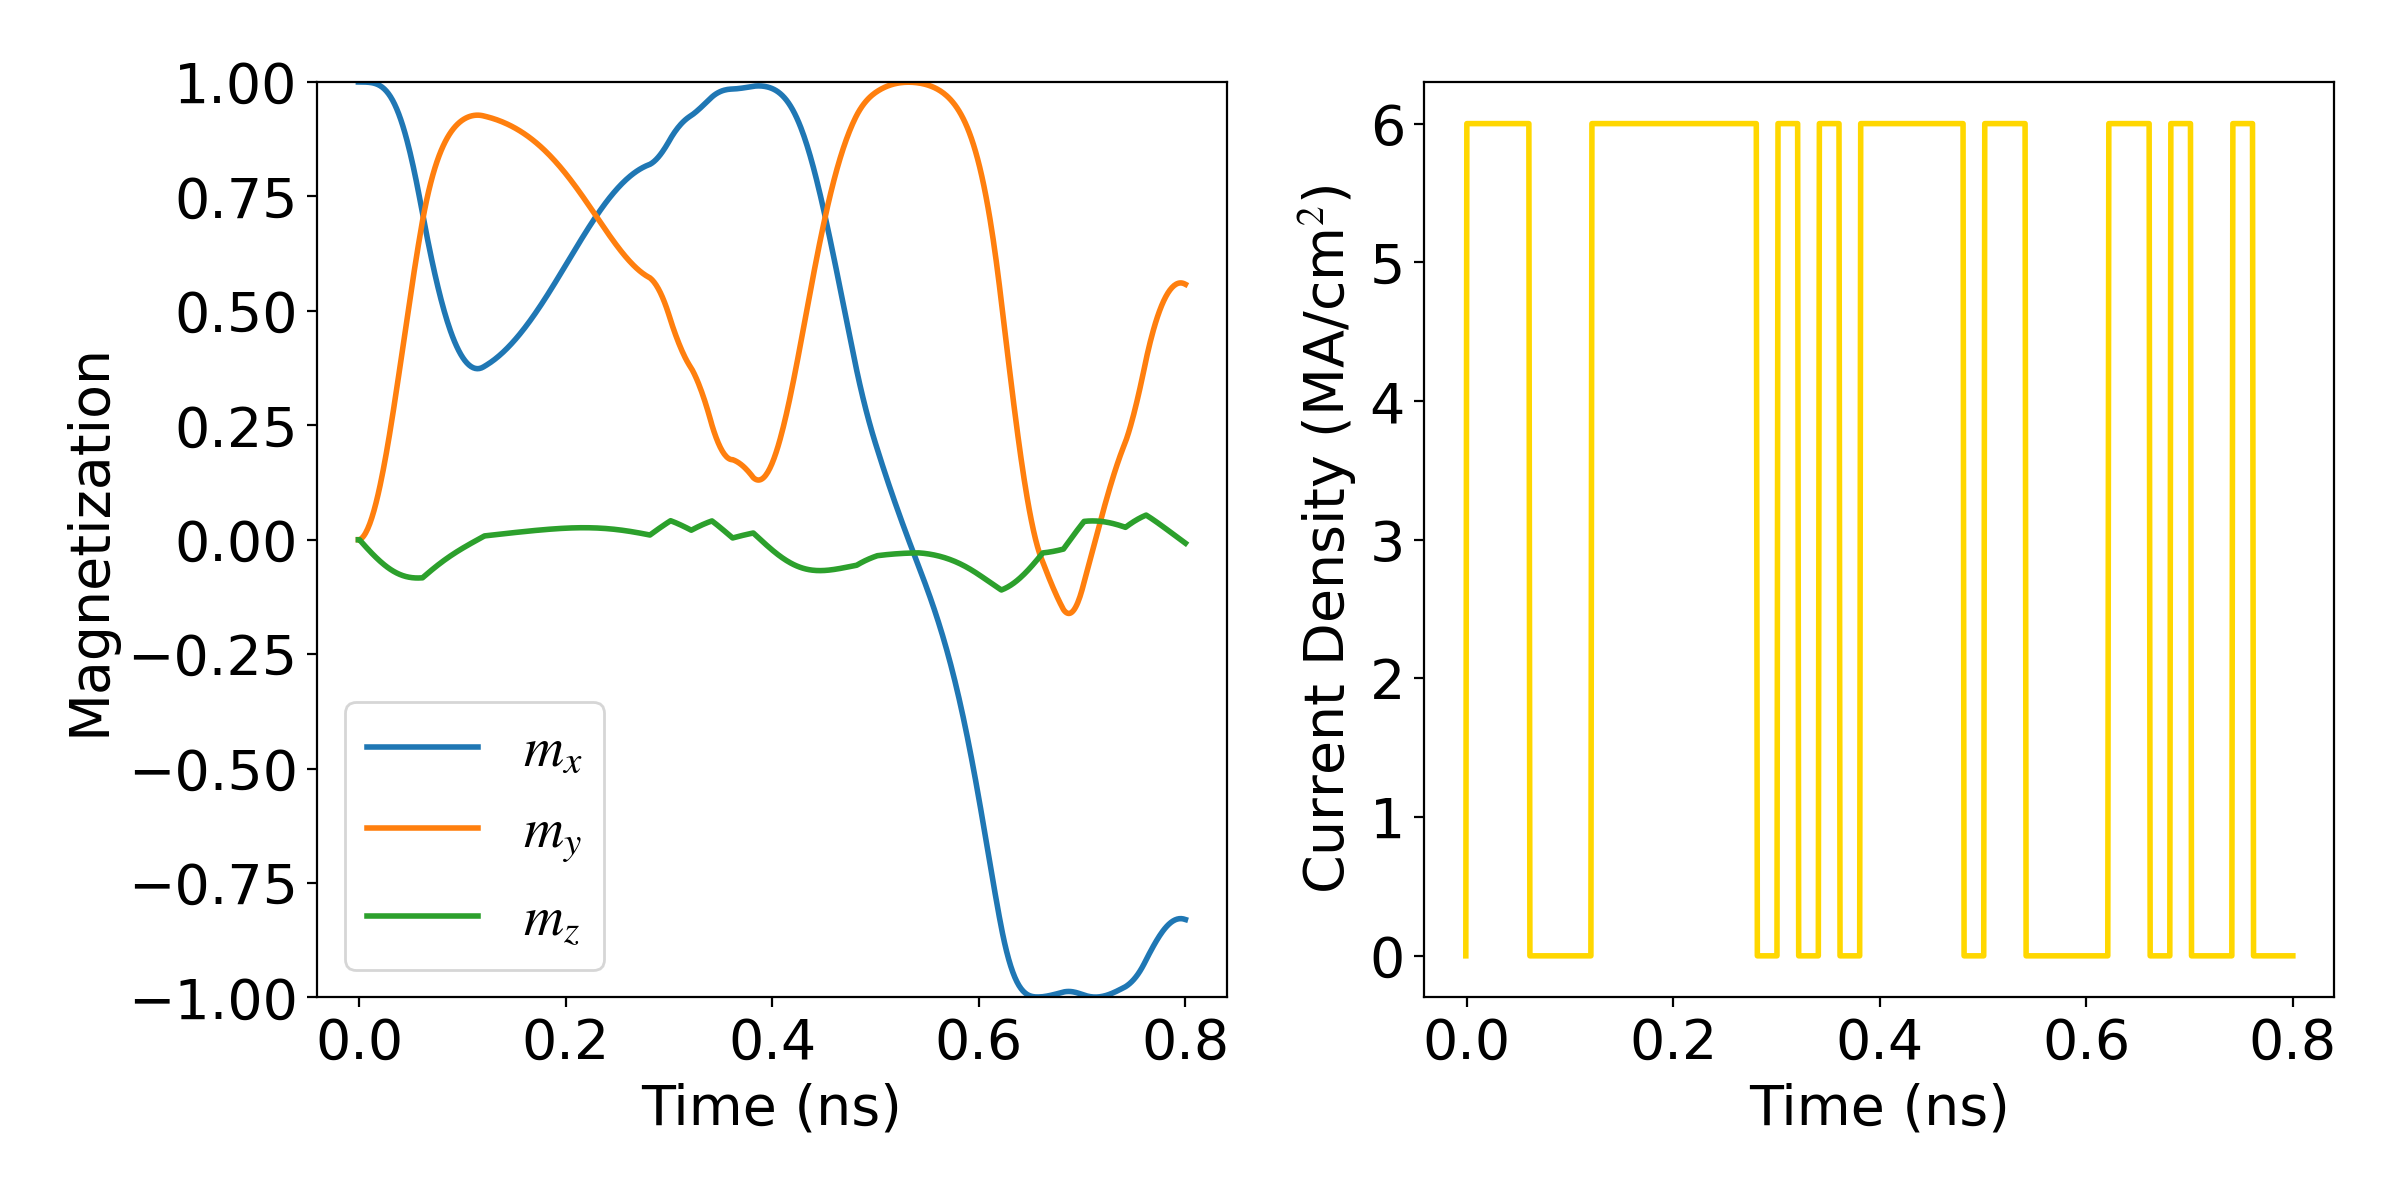 Magnetization
1.00
0.75
0.50
0.25
0.00
−0.25
−0.50
−0.75
−1.00
0.0 0.2 0.4 0.6 0.8
Time (ns)
m_x
m_y
m_z
Current Density (MA/cm²)
6
5
4
3
2
1
0
0.0 0.2 0.4 0.6 0.8
Time (ns)